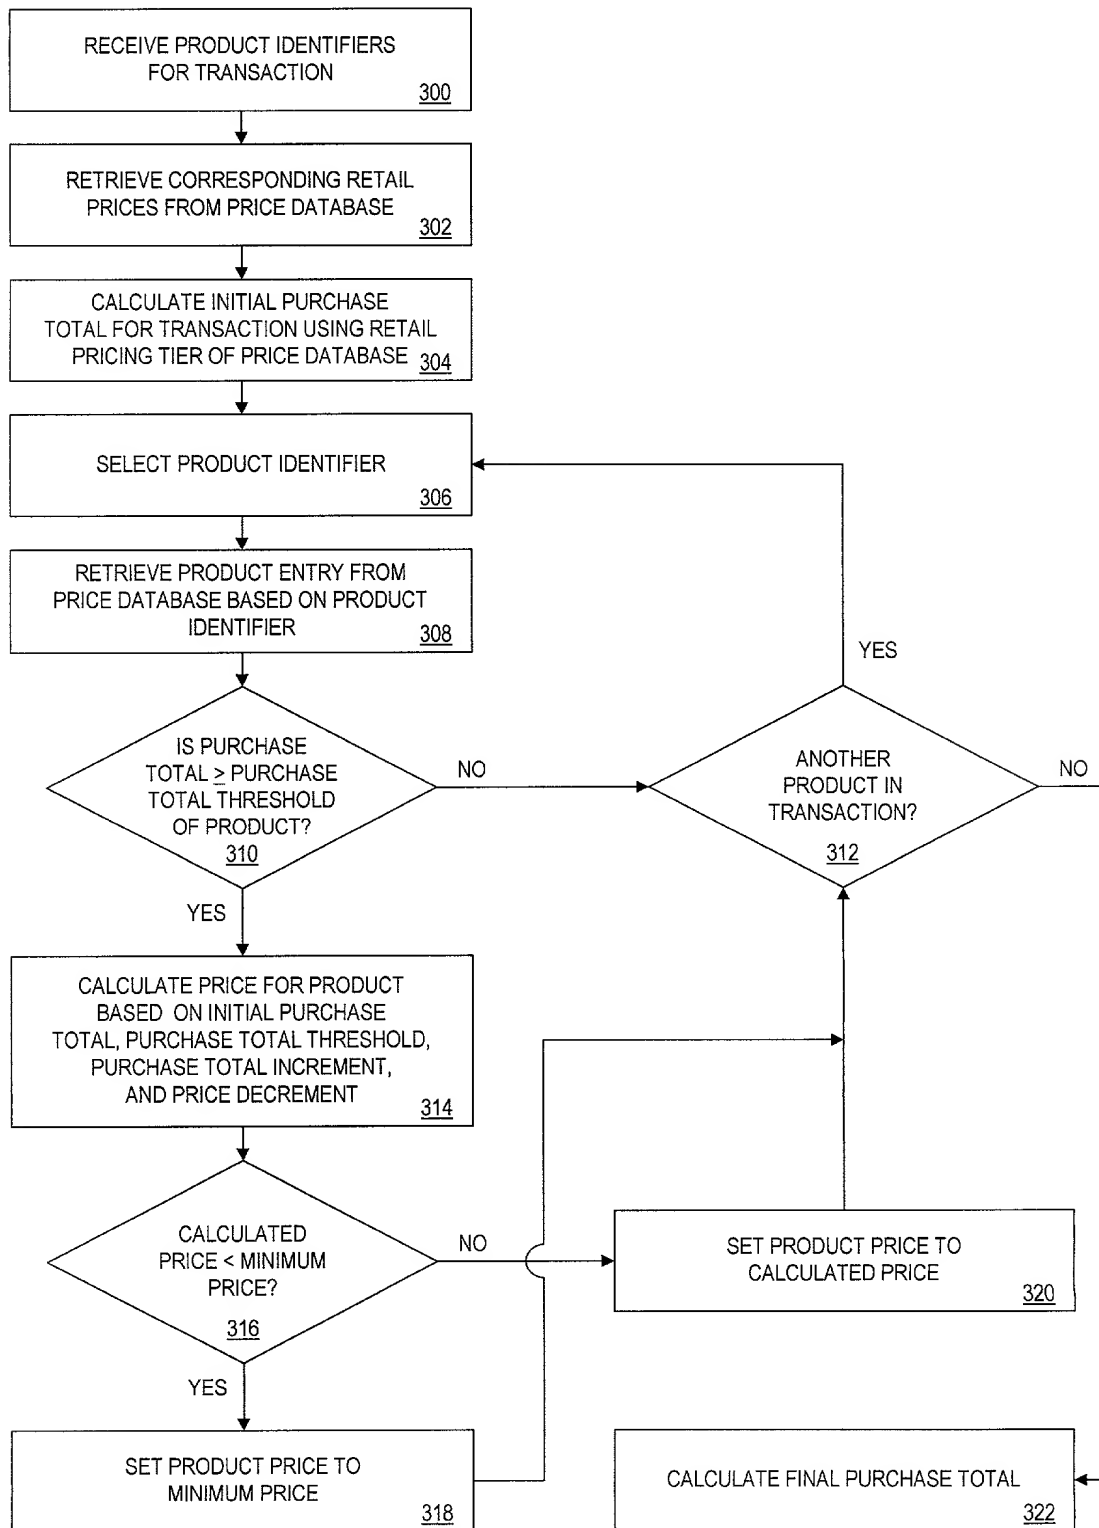 RECEIVE PRODUCT IDENTIFIERS
FOR TRANSACTION
300
RETRIEVE CORRESPONDING RETAIL
PRICES FROM PRICE DATABASE
302
CALCULATE INITIAL PURCHASE
TOTAL FOR TRANSACTION USING RETAIL
PRICING TIER OF PRICE DATABASE
304
SELECT PRODUCT IDENTIFIER
306
RETRIEVE PRODUCT ENTRY FROM
PRICE DATABASE BASED ON PRODUCT
IDENTIFIER
308
IS PURCHASE
TOTAL ≥ PURCHASE
TOTAL THRESHOLD
OF PRODUCT?
310
NO
YES
ANOTHER
PRODUCT IN
TRANSACTION?
312
YES
NO
CALCULATE PRICE FOR PRODUCT
BASED ON INITIAL PURCHASE
TOTAL, PURCHASE TOTAL THRESHOLD,
PURCHASE TOTAL INCREMENT,
AND PRICE DECREMENT
314
CALCULATED
PRICE < MINIMUM
PRICE?
316
NO
YES
SET PRODUCT PRICE TO
CALCULATED PRICE
320
SET PRODUCT PRICE TO
MINIMUM PRICE
318
CALCULATE FINAL PURCHASE TOTAL
322